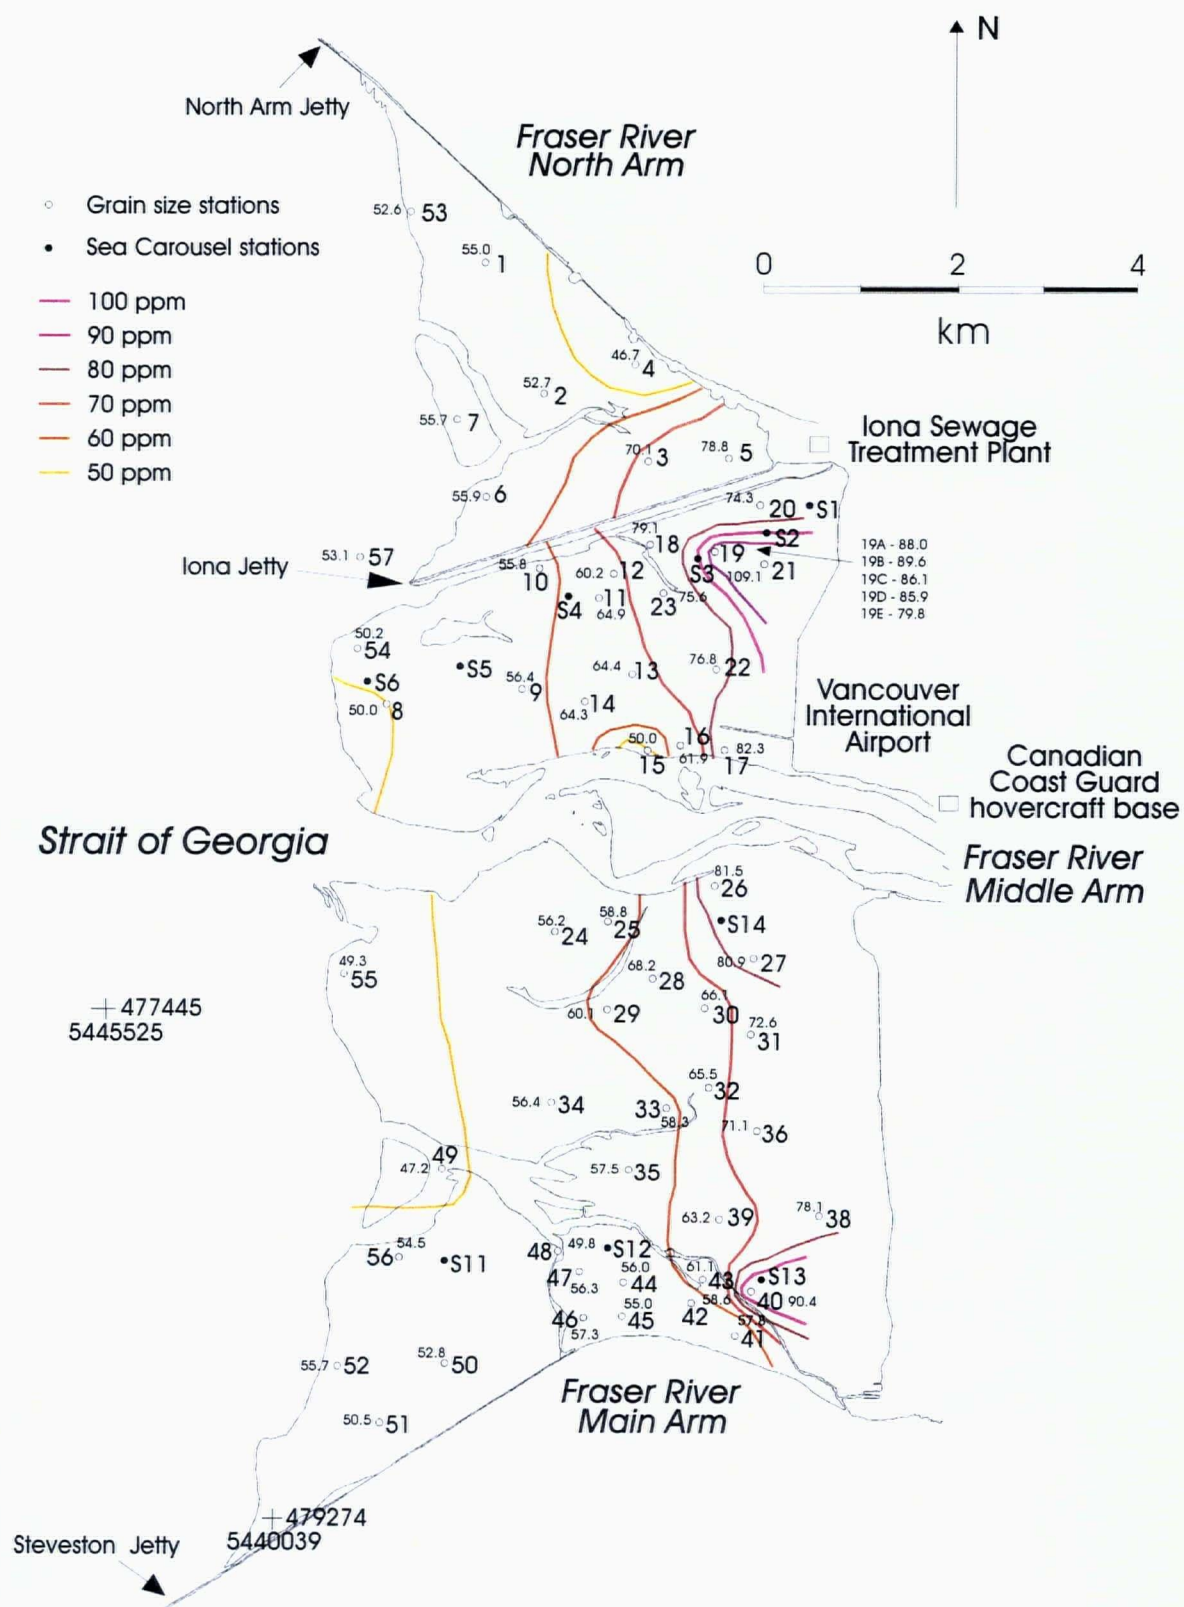 N
North Arm Jetty
Fraser River
North Arm
Grain size stations
Sea Carousel stations
100 ppm
90 ppm
80 ppm
70 ppm
60 ppm
50 ppm
0 2 4
km
52.6 53
55.0
1
46.7
4
52.7
2
55.7 7
70.1
3
78.8
5
Iona Sewage
Treatment Plant
55.9 6
74.3
20 S1
79.1
18
S2
53.1 57
Iona Jetty
55.8
10
60.2 12
S3
19
109.1
21
19A - 88.0
19B - 89.6
19C - 86.1
19D - 85.9
19E - 79.8
S4
11
64.9
23
75.6
50.2
54
S5
S6
50.0 8
56.4
9
64.4
13
76.8
22
64.3
14
Vancouver
International
Airport
50.0
15
16
61.9
17
82.3
Canadian
Coast Guard
hovercraft base
Strait of Georgia
Fraser River
Middle Arm
81.5
26
56.2
24
58.8
25
S14
49.3
55
68.2
28
80.9 27
477445
5445525
60.1 29
66.1
30
72.6
31
65.5
32
56.4 34
33
58.3
71.1
36
49
47.2
57.5 35
63.2 39
78.1
38
54.5
56
S11
48
49.8
S12
47
56.3
56.0
44
61.1
43
S13
40 90.4
46
57.3
55.0
45
42
58.6
57.8
41
55.7 52
52.8
50
50.5 51
Fraser River
Main Arm
479274
5440039
Steveston Jetty